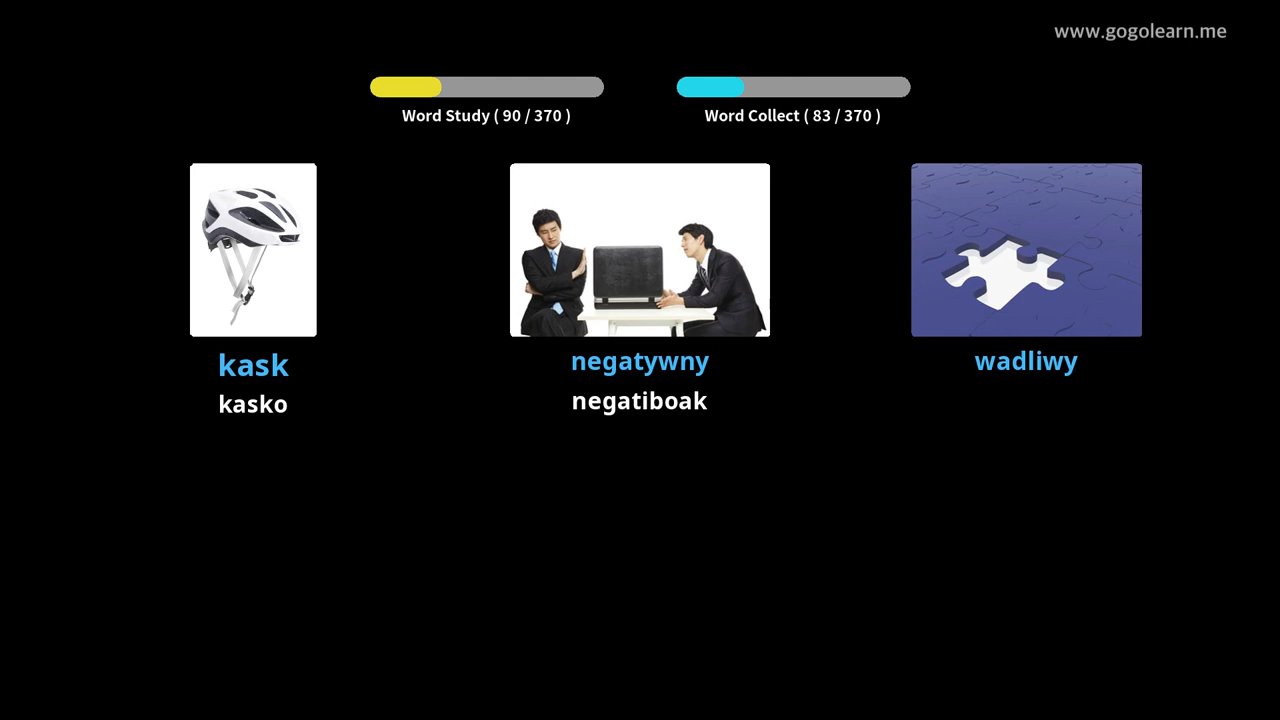 www.gogolearn.me
Word Study ( 90 / 370 )
Word Collect ( 83 / 370 )
kask
kasko
negatywny
negatiboak
wadliwy